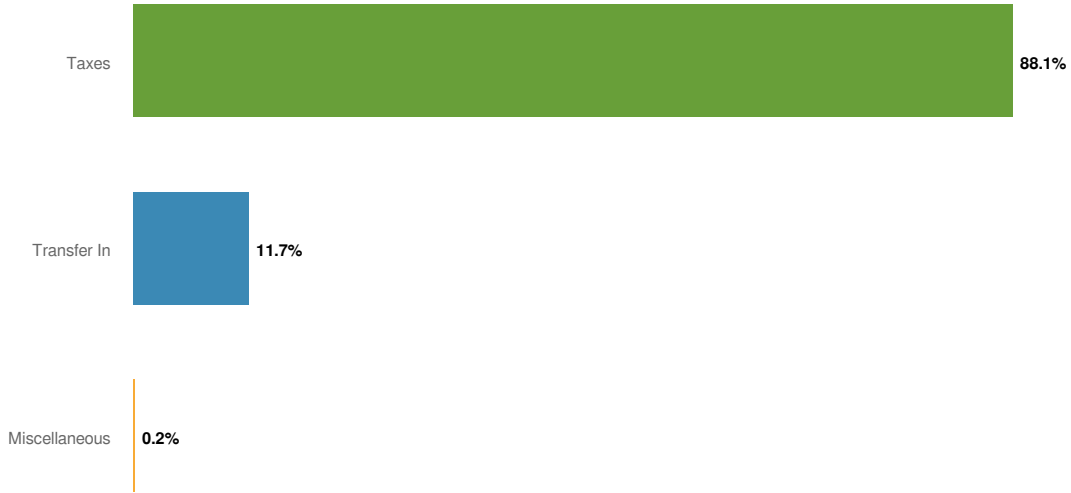 Taxes 88.1%
Transfer In 11.7%
Miscellaneous 0.2%